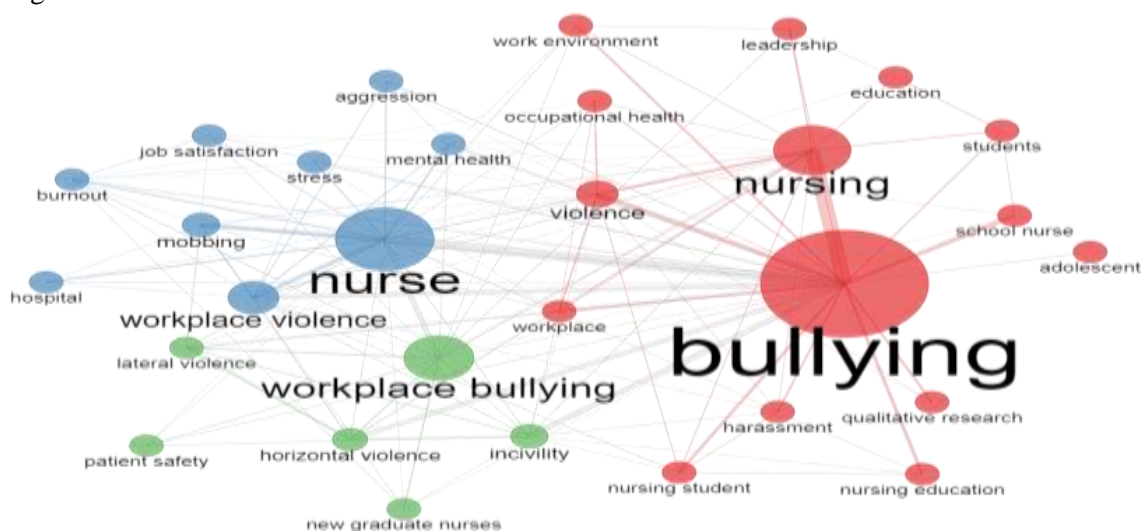 work environment
leadership
aggression
education
occupational health
job satisfaction
mental health
students
stress
burnout
nursing
violence
mobbing
school nurse
nurse
adolescent
hospital
workplace violence
workplace
lateral violence
bullying
workplace bullying
harassment
qualitative research
patient safety
horizontal violence
incivility
nursing student
nursing education
new graduate nurses